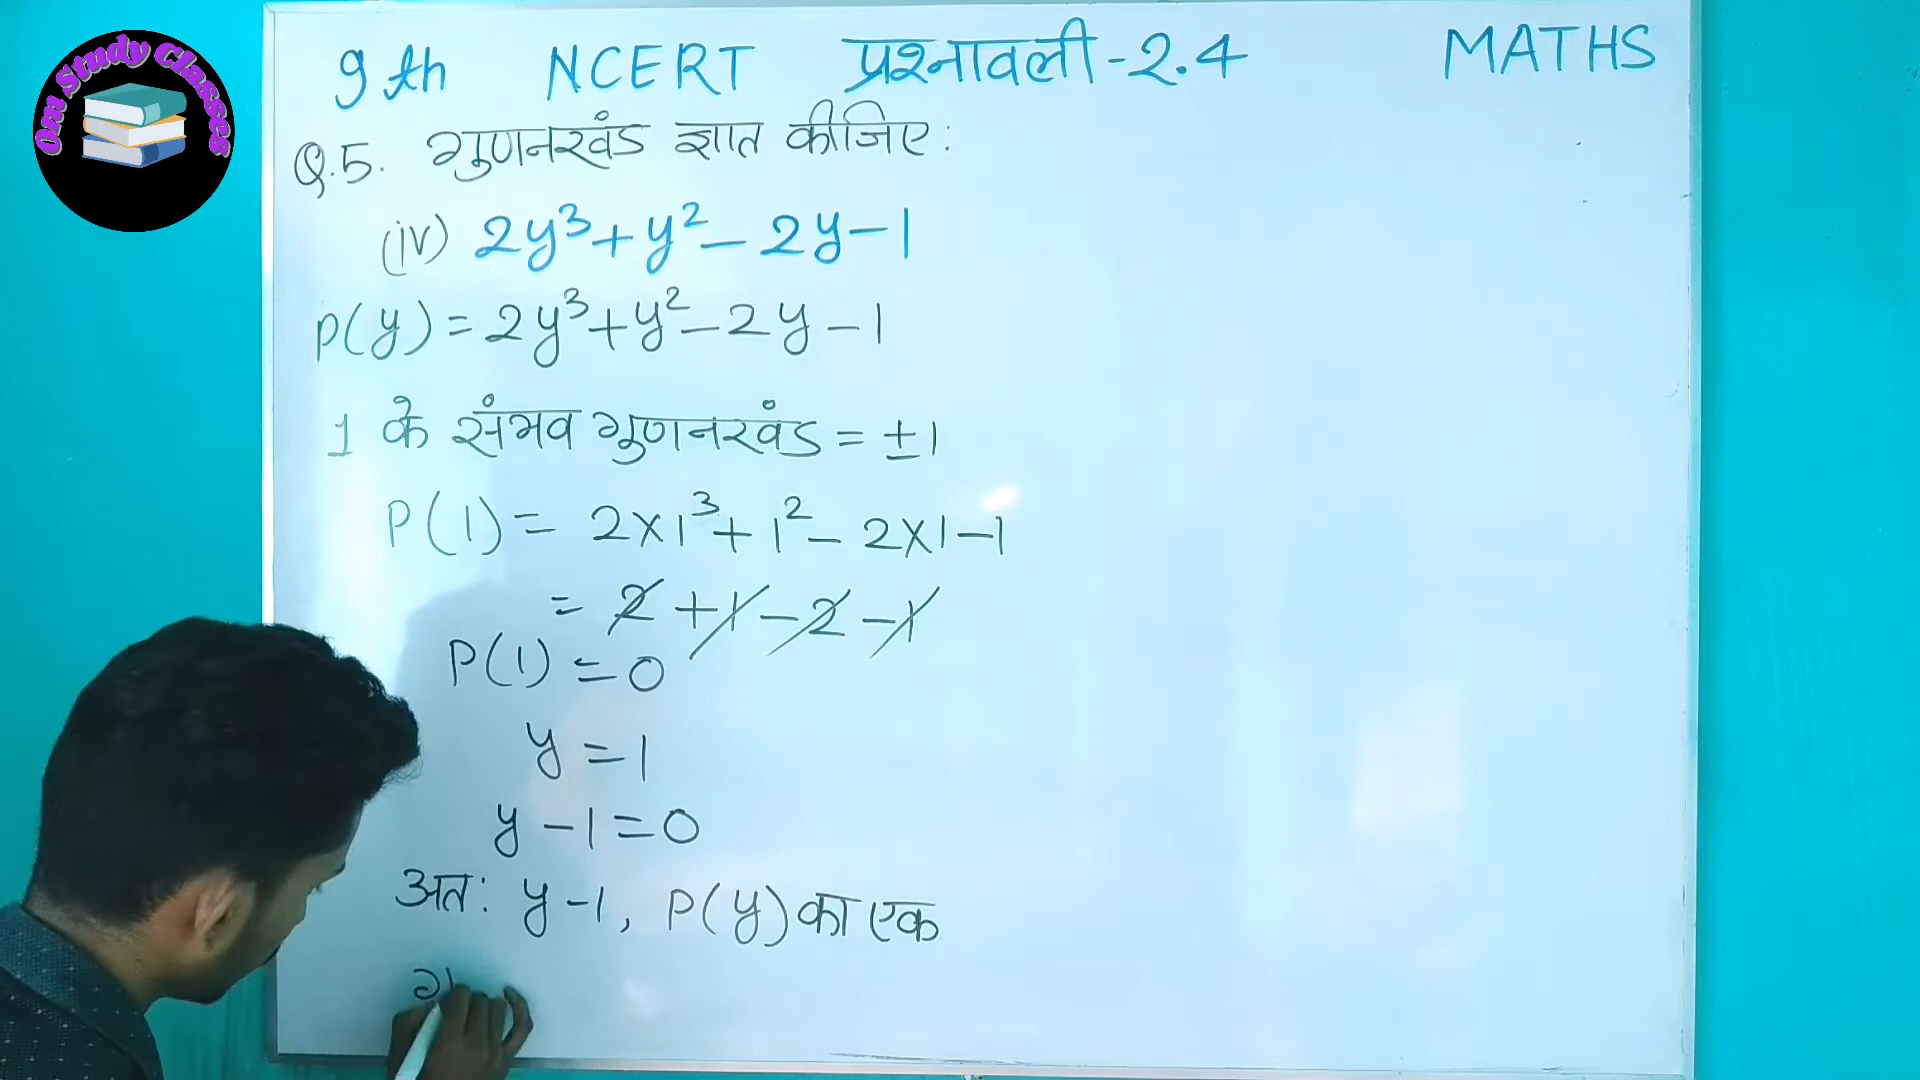 Om Study Classes
9th NCERT प्रश्नावली-2.4 MATHS
Q.5. गुणनखंड ज्ञात कीजिए:
(iv) 2y³+y²-2y-1
P(y)=2y³+y²-2y-1
1 के संभव गुणनखंड = ±1
P(1)= 2×1³+1²-2×1-1
= 2+1-2-1
P(1)=0
y=1
y-1=0
अत: y-1, P(y) का एक